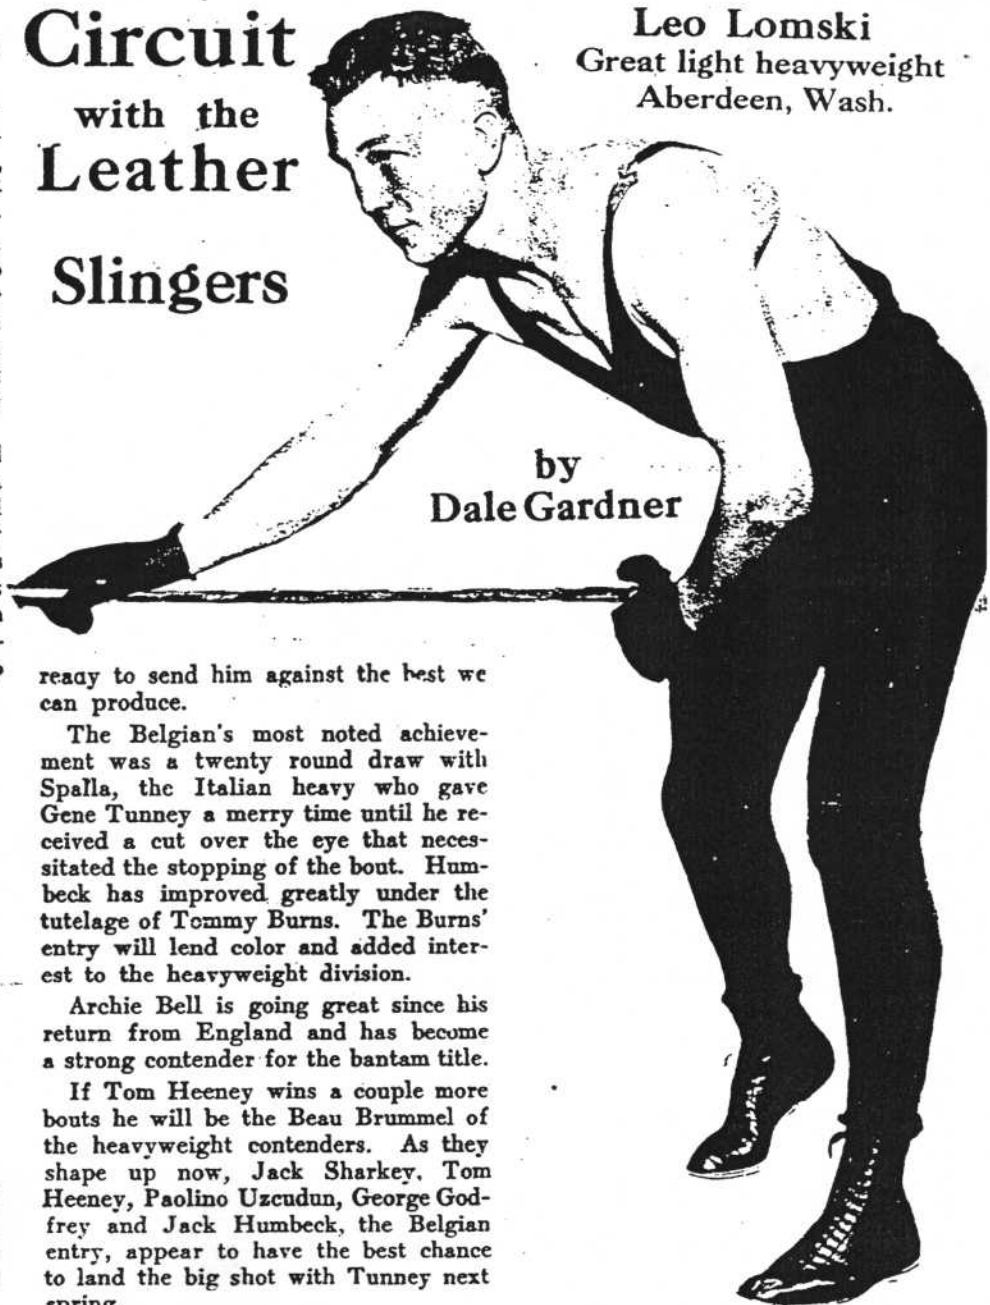 Circuit
with the
Leather
Slingers
Leo Lomski
Great light heavyweight
Aberdeen, Wash.
by
Dale Gardner
ready to send him against the best we
can produce.
The Belgian's most noted achieve-
ment was a twenty round draw with
Spalla, the Italian heavy who gave
Gene Tunney a merry time until he re-
ceived a cut over the eye that neces-
sitated the stopping of the bout. Hum-
beck has improved greatly under the
tutelage of Tommy Burns. The Burns'
entry will lend color and added inter-
est to the heavyweight division.
Archie Bell is going great since his
return from England and has become
a strong contender for the bantam title.
If Tom Heeney wins a couple more
bouts he will be the Beau Brummel of
the heavyweight contenders. As they
shape up now, Jack Sharkey, Tom
Heeney, Paolino Uzcudun, George God-
frey and Jack Humbeck, the Belgian
entry, appear to have the best chance
to land the big shot with Tunney next
spring